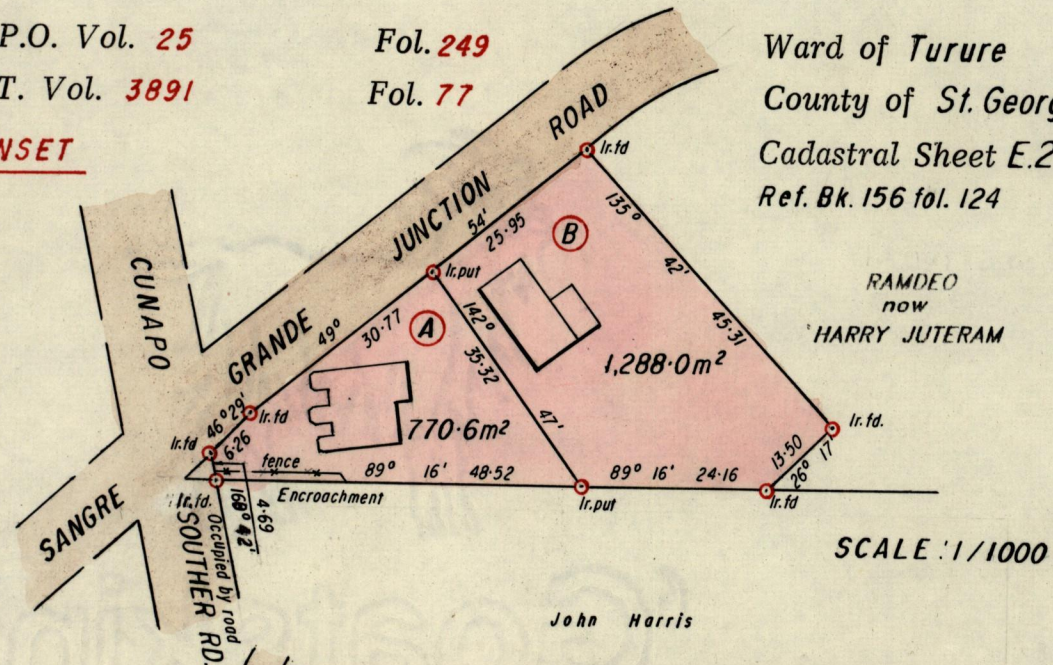 P.O. Vol. 25 Fol. 249
T. Vol. 3891 Fol. 77
NSET
Ward of Turure
County of St. Georg
Cadastral Sheet E.2
Ref. Bk. 156 fol. 124
RAMDEO
now
HARRY JUTERAM
CUNAPO
GRANDE JUNCTION ROAD
SANGRE
SOUTHER RD.
Occupied by road
Ir.fd
54'
25.95
B
135°
42'
45.31
Ir.put
49°
30.77
A
142°
35.32
47'
1,288.0m²
770.6m²
46° 29'
Ir.fd
Ir.fd
6.26
fence
89° 16' 48.52
89° 16' 24.16
13.50
26° 17'
Ir.fd.
Encroachment
Ir.fd.
168° 42'
4.69
Ir.put
Ir.fd
SCALE : 1/1000
John Harris